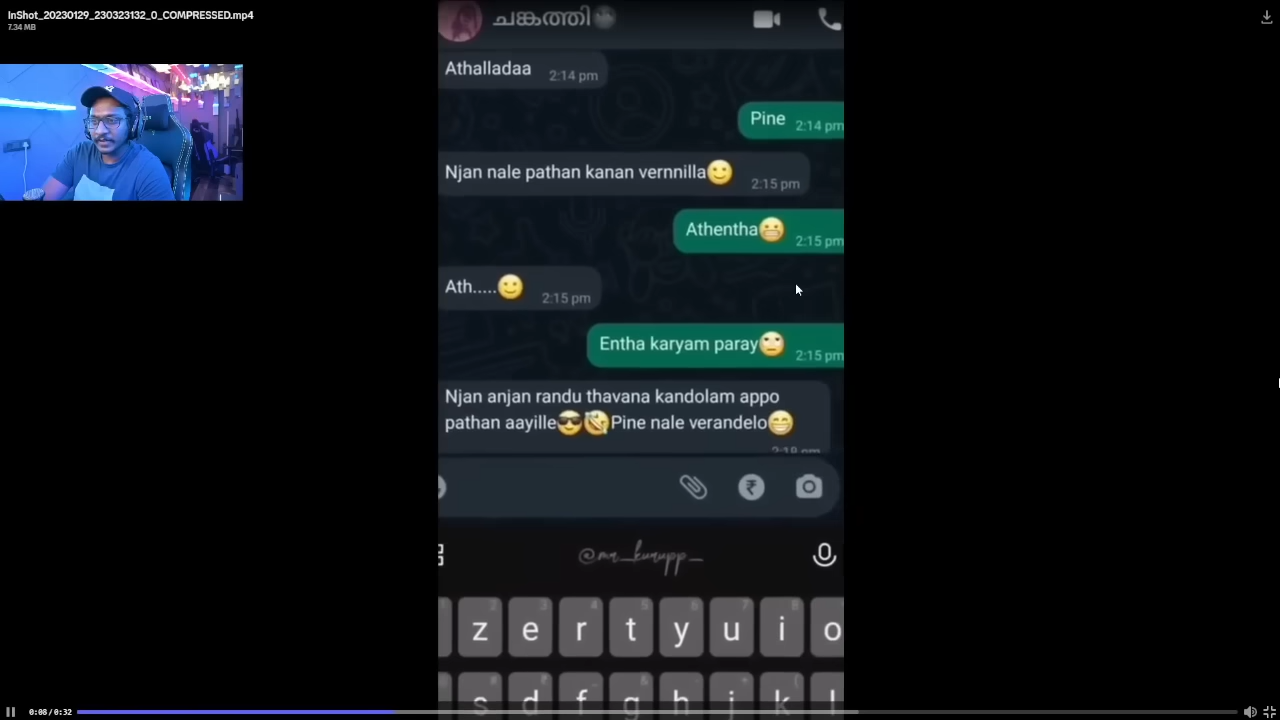 InShot_20230129_230323132_0_COMPRESSED.mp4
7.34 MB
ചങ്കത്തി
Athalladaa 2:14 pm
Pine 2:14 pm
Njan nale pathan kanan vernnilla🙂 2:15 pm
Athentha😬 2:15 pm
Ath.....🙂 2:15 pm
Entha karyam paray🙄 2:15 pm
Njan anjan randu thavana kandolam appo
pathan aayille😎🤣Pine nale verandelo😁
@mr_kurupp_
z e r t y u i o
s d f g h j k l
0:08 / 0:32